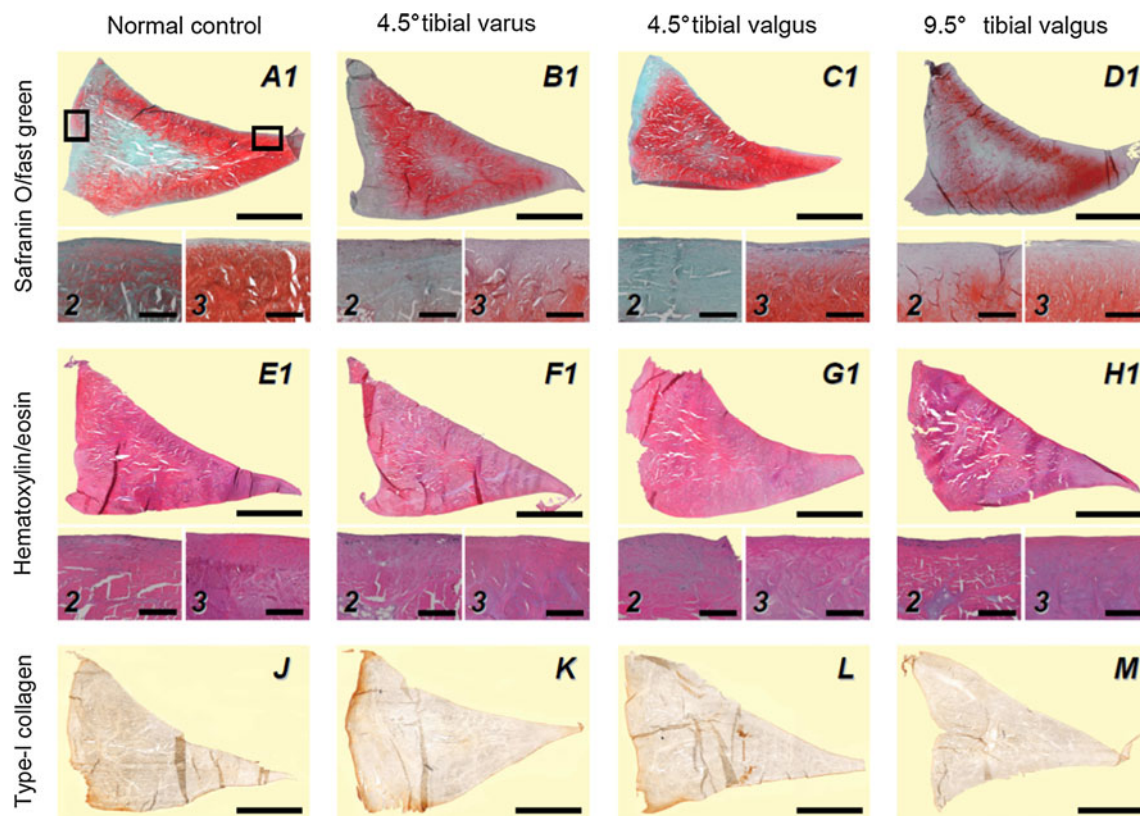 Normal control
4.5° tibial varus
4.5° tibial valgus
9.5° tibial valgus
Safranin O/fast green
A1
B1
C1
D1
2
3
2
3
2
3
2
3
Hematoxylin/eosin
E1
F1
G1
H1
2
3
2
3
2
3
2
3
Type-I collagen
J
K
L
M